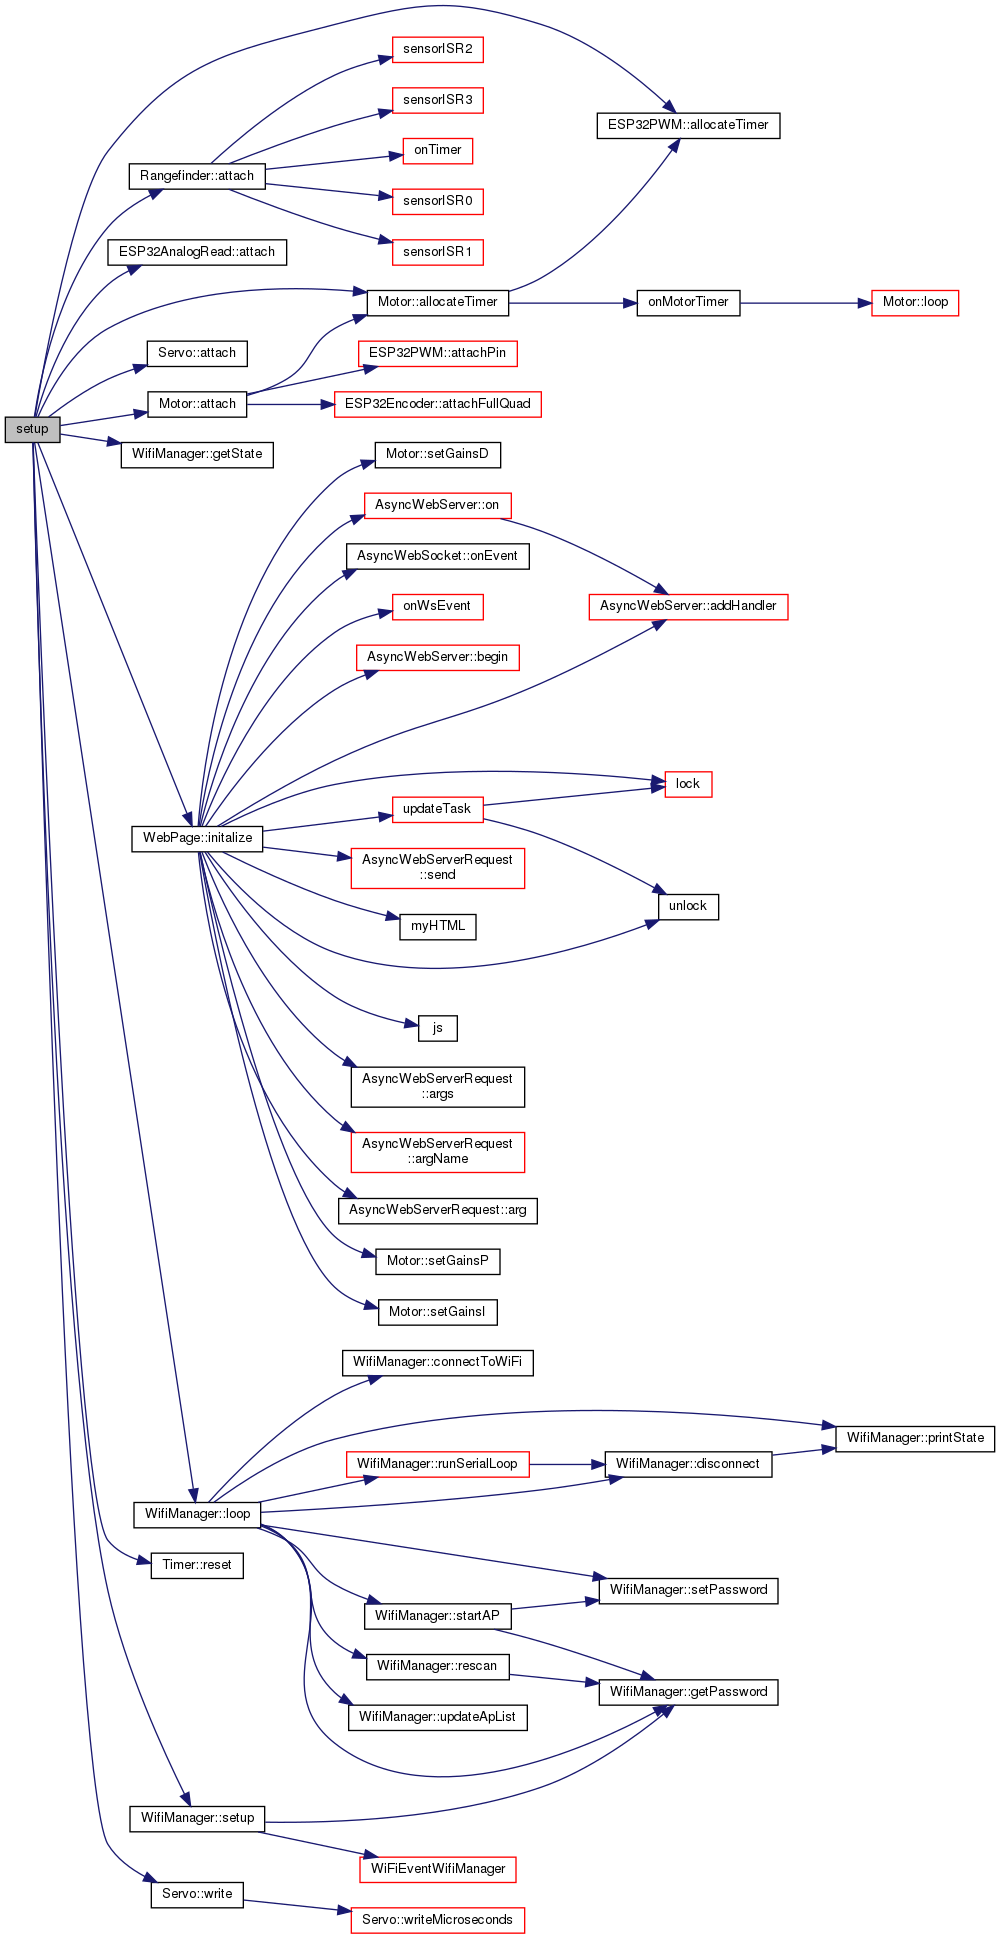 sensorISR2
sensorISR3
ESP32PWM::allocateTimer
onTimer
Rangefinder::attach
sensorISR0
ESP32AnalogRead::attach
sensorISR1
Motor::allocateTimer
onMotorTimer
Motor::loop
Servo::attach
ESP32PWM::attachPin
Motor::attach
ESP32Encoder::attachFullQuad
setup
WifiManager::getState
Motor::setGainsD
AsyncWebServer::on
AsyncWebSocket::onEvent
onWsEvent
AsyncWebServer::addHandler
AsyncWebServer::begin
lock
updateTask
WebPage::initalize
AsyncWebServerRequest
::send
unlock
myHTML
js
AsyncWebServerRequest
::args
AsyncWebServerRequest
::argName
AsyncWebServerRequest::arg
Motor::setGainsP
Motor::setGainsI
WifiManager::connectToWiFi
WifiManager::printState
WifiManager::runSerialLoop
WifiManager::disconnect
WifiManager::loop
Timer::reset
WifiManager::setPassword
WifiManager::startAP
WifiManager::rescan
WifiManager::getPassword
WifiManager::updateApList
WifiManager::setup
WiFiEventWifiManager
Servo::write
Servo::writeMicroseconds